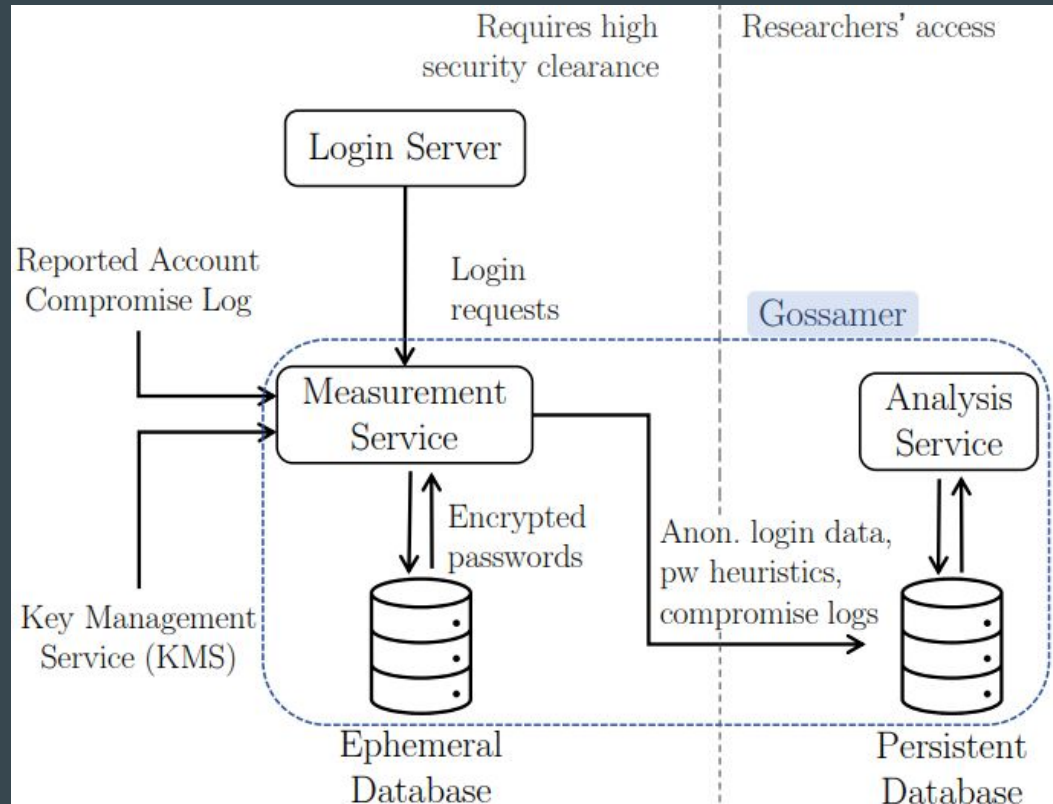 Requires high
security clearance
Researchers' access
Login Server
Reported Account
Compromise Log
Login
requests
Gossamer
Measurement
Service
Analysis
Service
Encrypted
passwords
Anon. login data,
pw heuristics,
compromise logs
Key Management
Service (KMS)
Ephemeral
Database
Persistent
Database